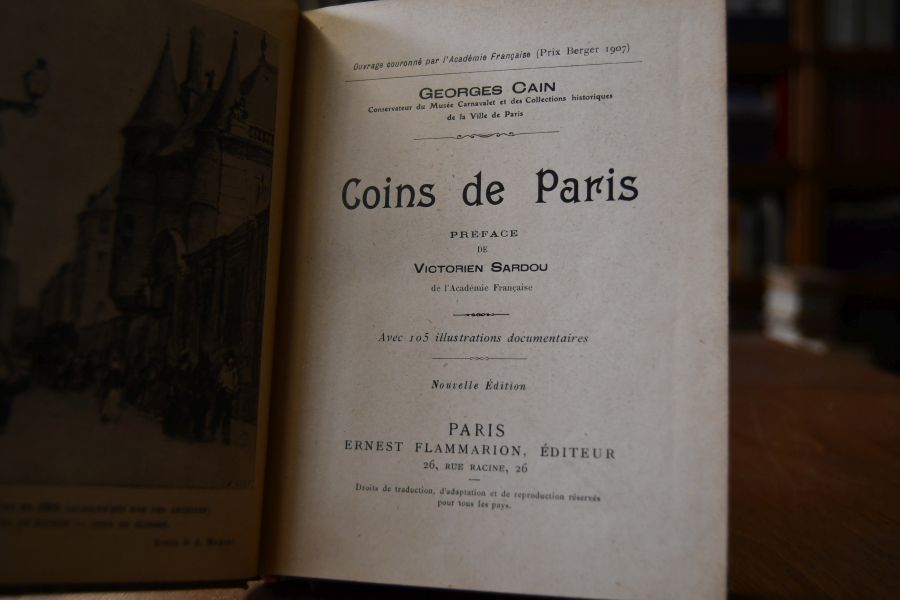 Ouvrage couronné par l'Académie Française (Prix Berger 1907)
GEORGES CAIN
Conservateur du Musée Carnavalet et des Collections historiques
de la Ville de Paris
Coins de Paris
PRÉFACE
DE
VICTORIEN SARDOU
de l'Académie Française
Avec 105 illustrations documentaires
Nouvelle Édition
PARIS
ERNEST FLAMMARION, ÉDITEUR
26, RUE RACINE, 26
Droits de traduction, d'adaptation et de reproduction réservés
pour tous les pays.